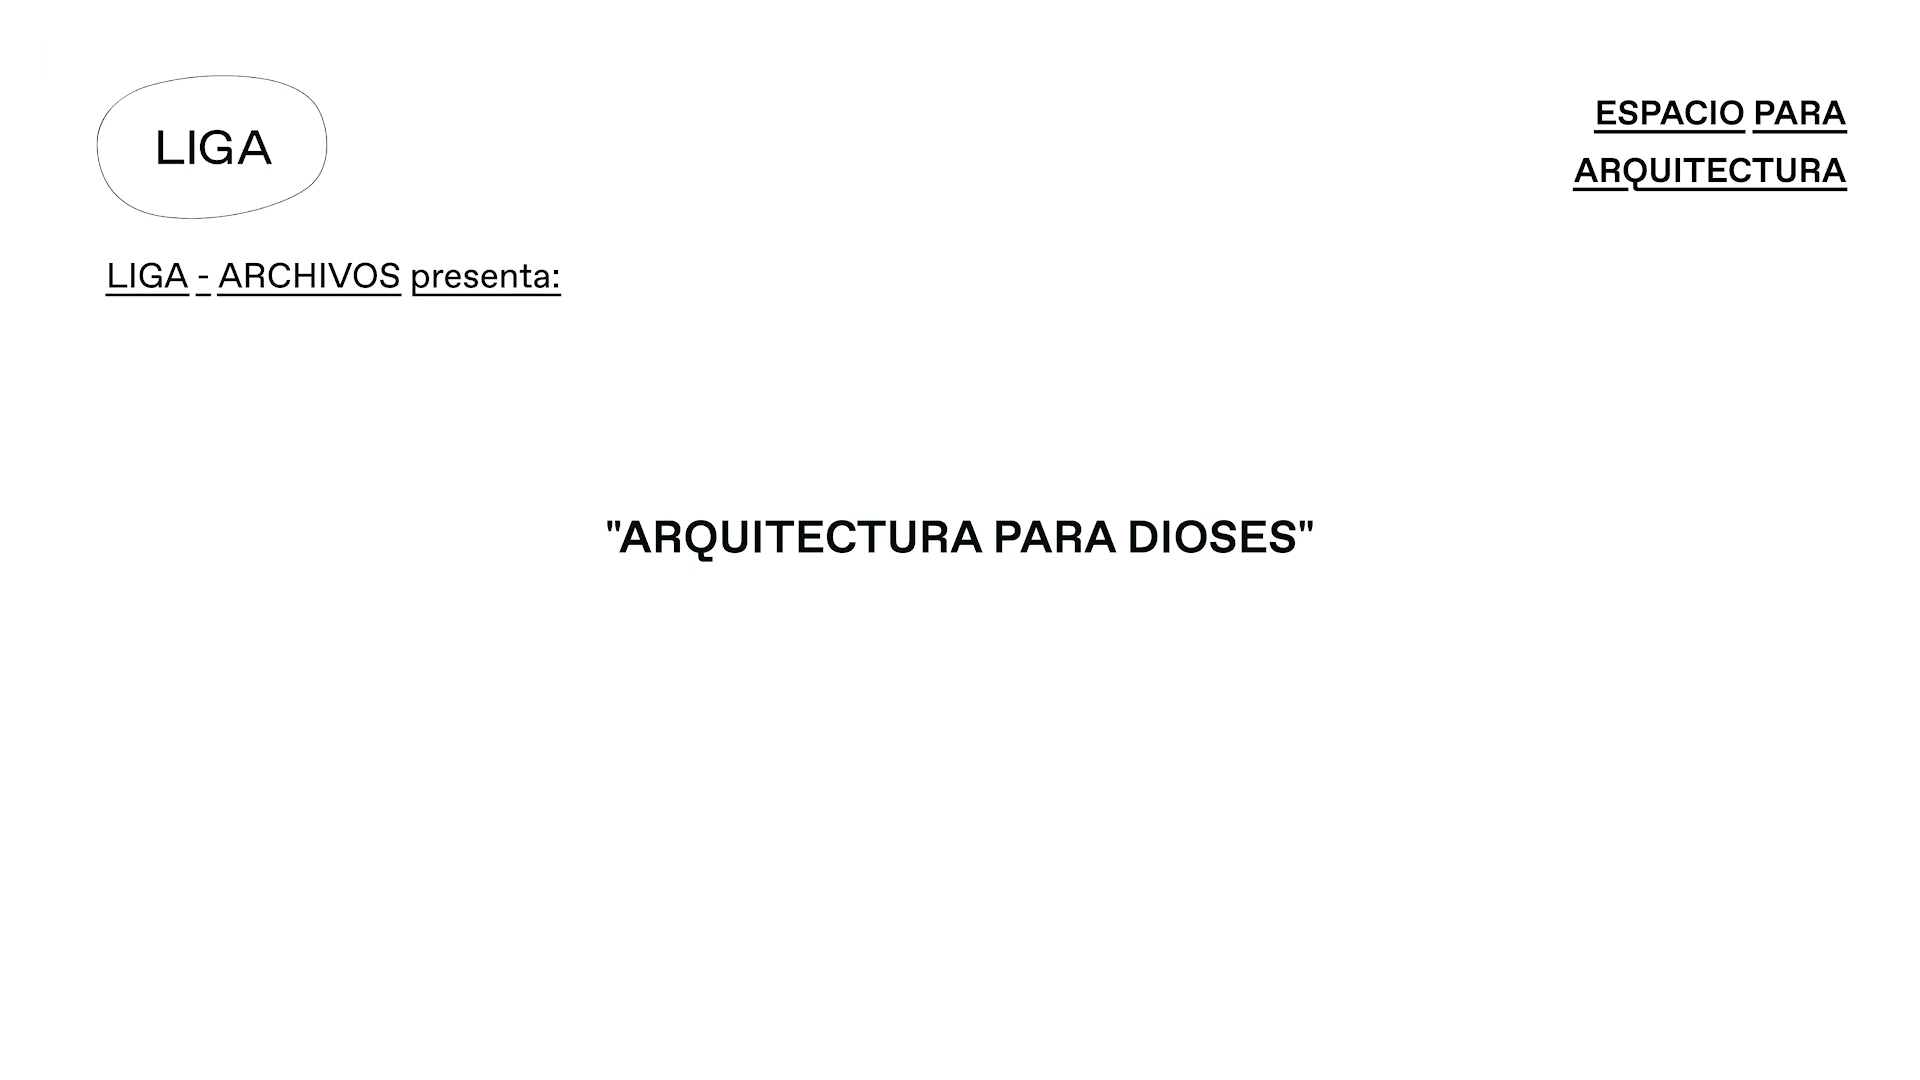 LIGA
ESPACIO PARA
ARQUITECTURA
LIGA - ARCHIVOS presenta:
"ARQUITECTURA PARA DIOSES"